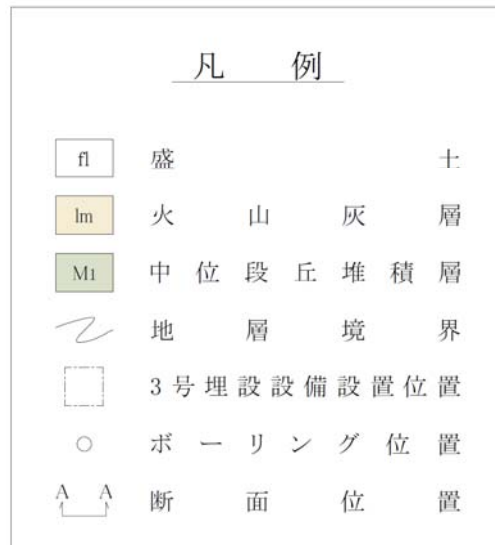 凡例
fl 盛土
lm 火山灰層
M1 中位段丘堆積層
地層境界
3号埋設設備設置位置
ボーリング位置
A A 断面位置